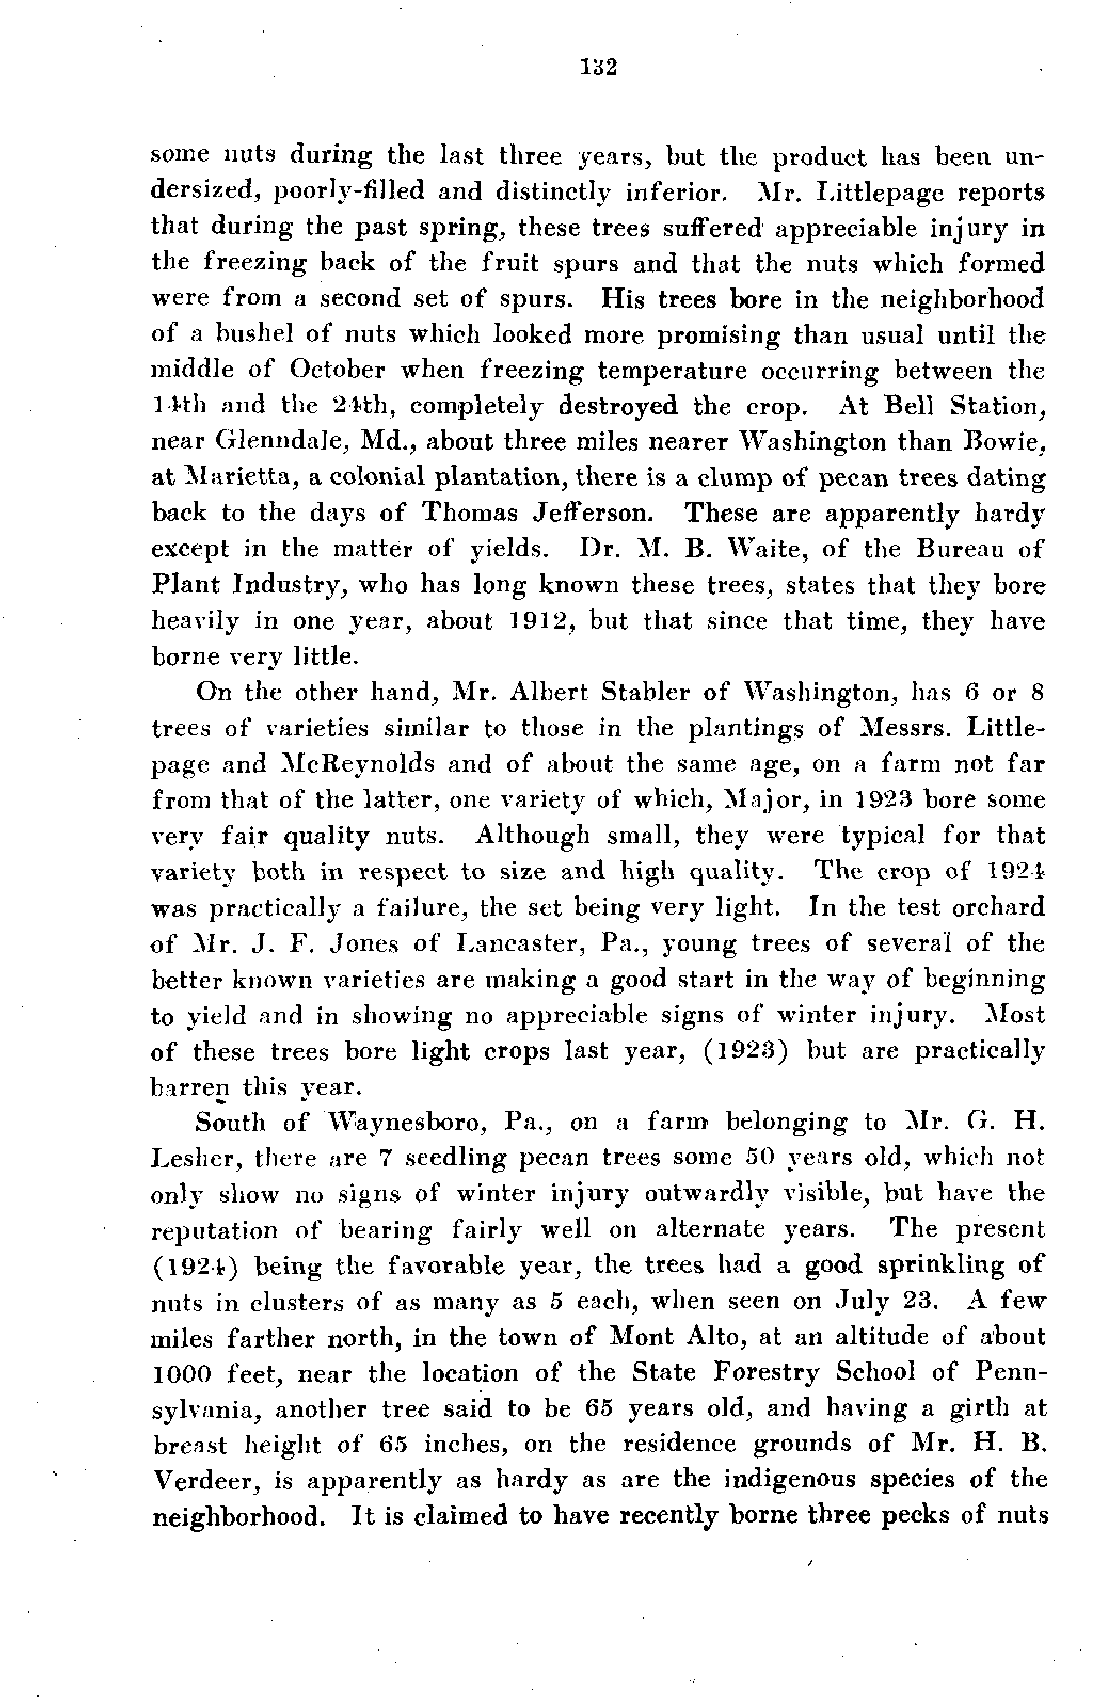 132
some nuts during the last three years, but the product has been un-
dersized, poorly-filled and distinctly inferior. Mr. Littlepage reports
that during the past spring, these trees suffered appreciable injury in
the freezing back of the fruit spurs and that the nuts which formed
were from a second set of spurs. His trees bore in the neighborhood
of a bushel of nuts which looked more promising than usual until the
middle of October when freezing temperature occurring between the
14th and the 24th, completely destroyed the crop. At Bell Station,
near Glenndale, Md., about three miles nearer Washington than Bowie,
at Marietta, a colonial plantation, there is a clump of pecan trees dating
back to the days of Thomas Jefferson. These are apparently hardy
except in the matter of yields. Dr. M. B. Waite, of the Bureau of
Plant Industry, who has long known these trees, states that they bore
heavily in one year, about 1912, but that since that time, they have
borne very little.
On the other hand, Mr. Albert Stabler of Washington, has 6 or 8
trees of varieties similar to those in the plantings of Messrs. Little-
page and McReynolds and of about the same age, on a farm not far
from that of the latter, one variety of which, Major, in 1923 bore some
very fair quality nuts. Although small, they were typical for that
variety both in respect to size and high quality. The crop of 1924
was practically a failure, the set being very light. In the test orchard
of Mr. J. F. Jones of Lancaster, Pa., young trees of several of the
better known varieties are making a good start in the way of beginning
to yield and in showing no appreciable signs of winter injury. Most
of these trees bore light crops last year, (1923) but are practically
barren this year.
South of Waynesboro, Pa., on a farm belonging to Mr. G. H.
Lesher, there are 7 seedling pecan trees some 50 years old, which not
only show no signs of winter injury outwardly visible, but have the
reputation of bearing fairly well on alternate years. The present
(1924) being the favorable year, the trees had a good sprinkling of
nuts in clusters of as many as 5 each, when seen on July 23. A few
miles farther north, in the town of Mont Alto, at an altitude of about
1000 feet, near the location of the State Forestry School of Penn-
sylvania, another tree said to be 65 years old, and having a girth at
breast height of 65 inches, on the residence grounds of Mr. H. B.
Verdeer, is apparently as hardy as are the indigenous species of the
neighborhood. It is claimed to have recently borne three pecks of nuts